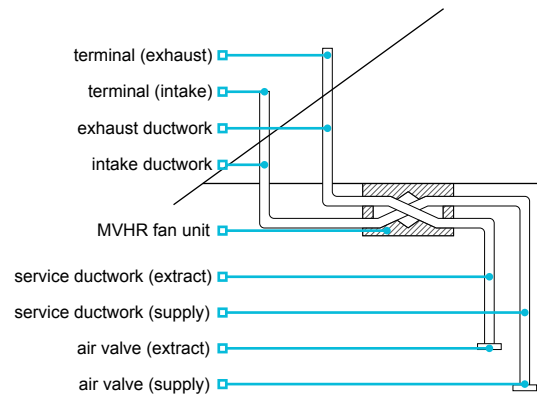 terminal (exhaust)
terminal (intake)
exhaust ductwork
intake ductwork
MVHR fan unit
service ductwork (extract)
service ductwork (supply)
air valve (extract)
air valve (supply)